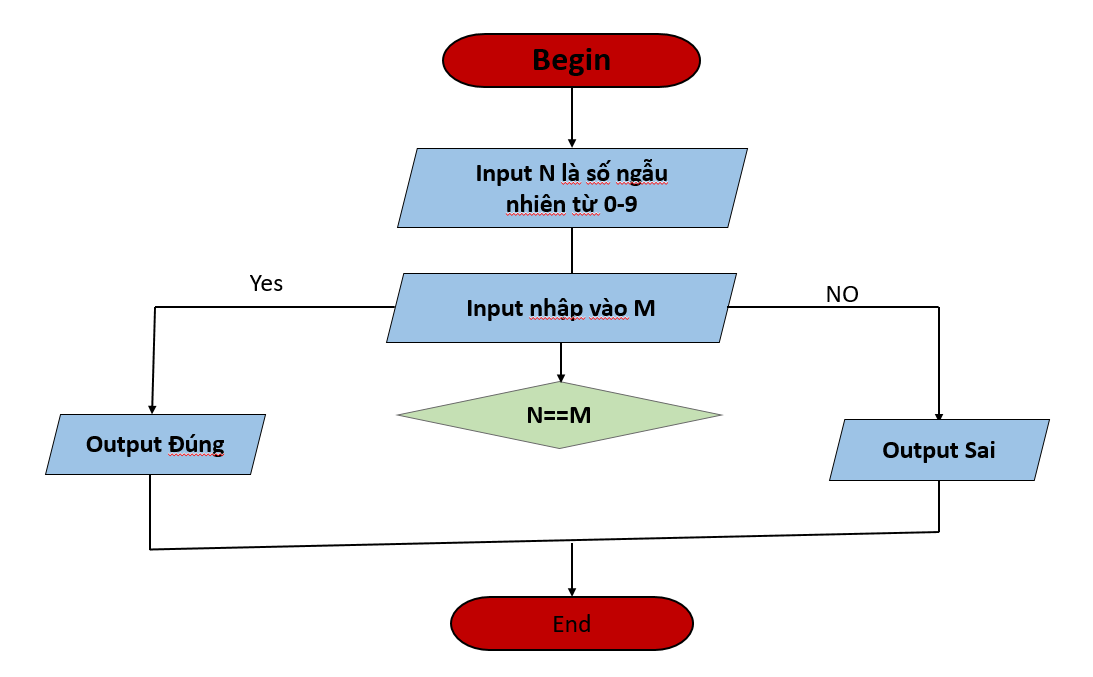 Begin
Input N là số ngẫu
nhiên từ 0-9
Yes
NO
Input nhập vào M
N==M
Output Đúng
Output Sai
End